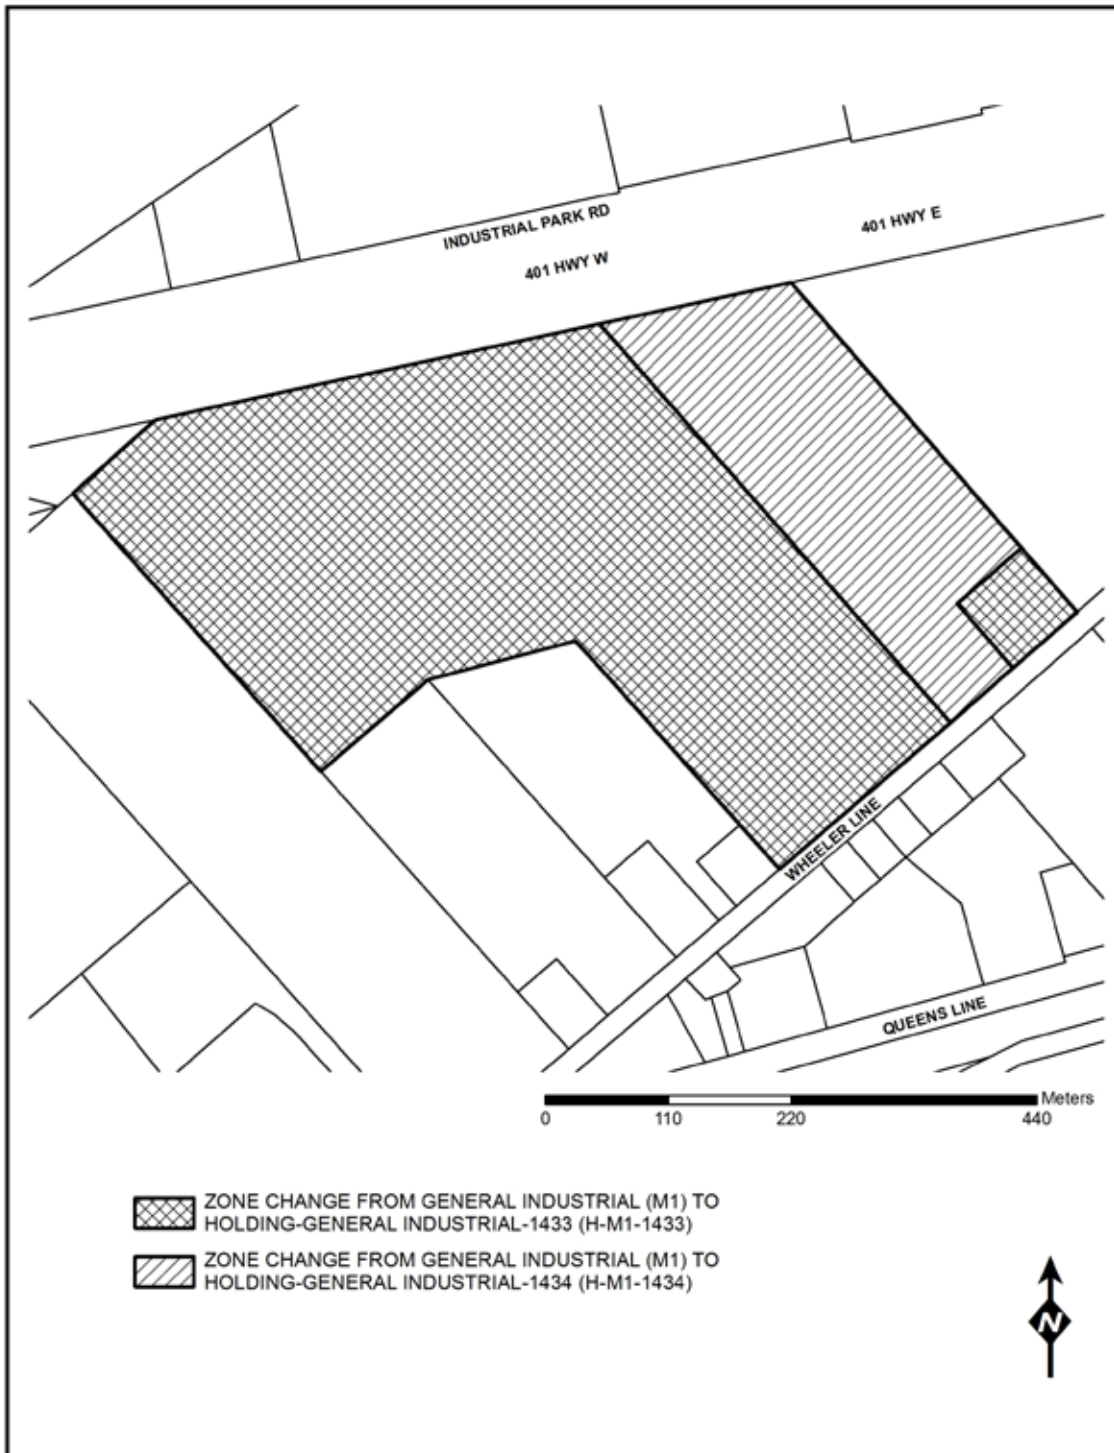 INDUSTRIAL PARK RD
401 HWY E
401 HWY W
WHEELER LINE
QUEENS LINE
Meters
0 110 220 440
ZONE CHANGE FROM GENERAL INDUSTRIAL (M1) TO
HOLDING-GENERAL INDUSTRIAL-1433 (H-M1-1433)
ZONE CHANGE FROM GENERAL INDUSTRIAL (M1) TO
HOLDING-GENERAL INDUSTRIAL-1434 (H-M1-1434)
N